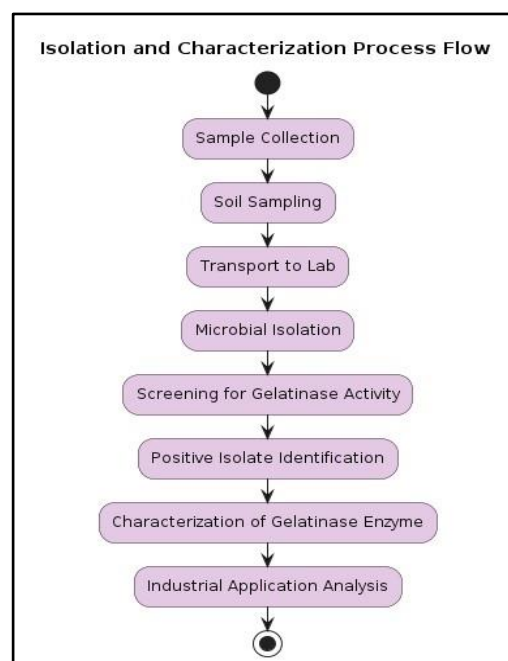 Isolation and Characterization Process Flow
Sample Collection
Soil Sampling
Transport to Lab
Microbial Isolation
Screening for Gelatinase Activity
Positive Isolate Identification
Characterization of Gelatinase Enzyme
Industrial Application Analysis